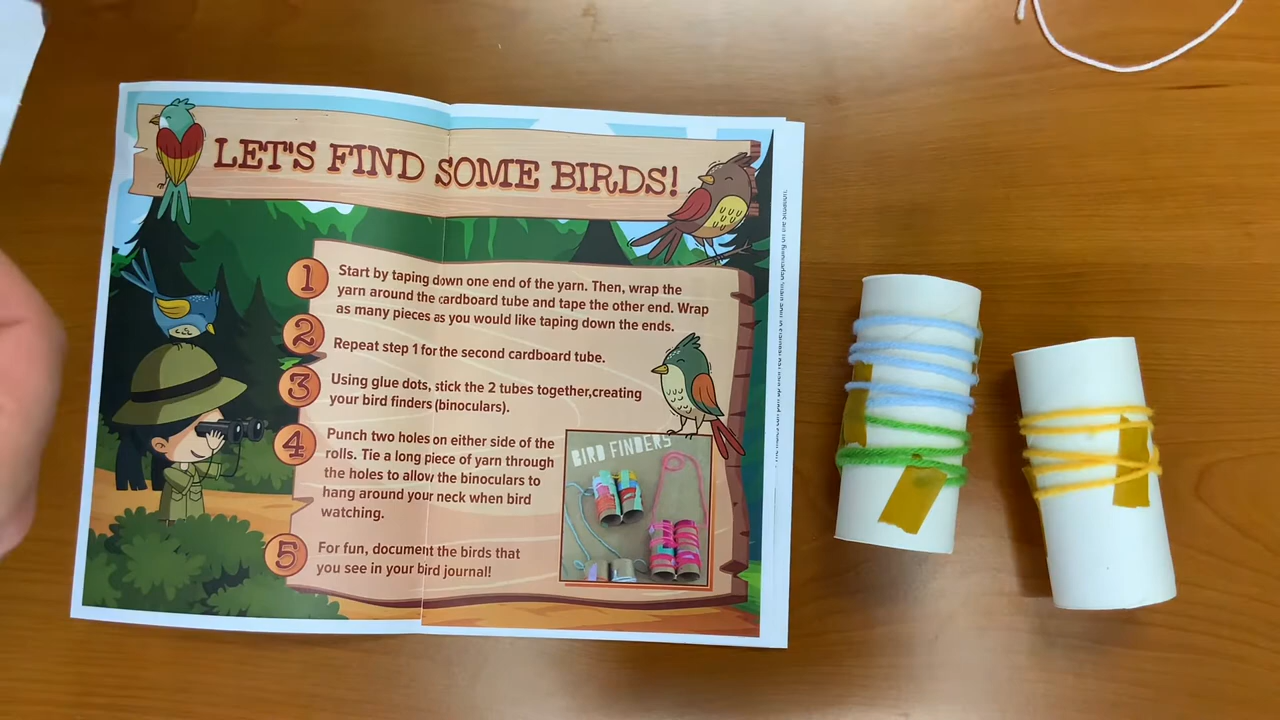 LET'S FIND SOME BIRDS!
1
Start by taping down one end of the yarn. Then, wrap the
yarn around the cardboard tube and tape the other end. Wrap
as many pieces as you would like taping down the ends.
2
Repeat step 1 for the second cardboard tube.
3
Using glue dots, stick the 2 tubes together,creating
your bird finders (binoculars).
4
Punch two holes on either side of the
rolls. Tie a long piece of yarn through
the holes to allow the binoculars to
hang around your neck when bird
watching.
5
For fun, document the birds that
you see in your bird journal!
BIRD FINDERS